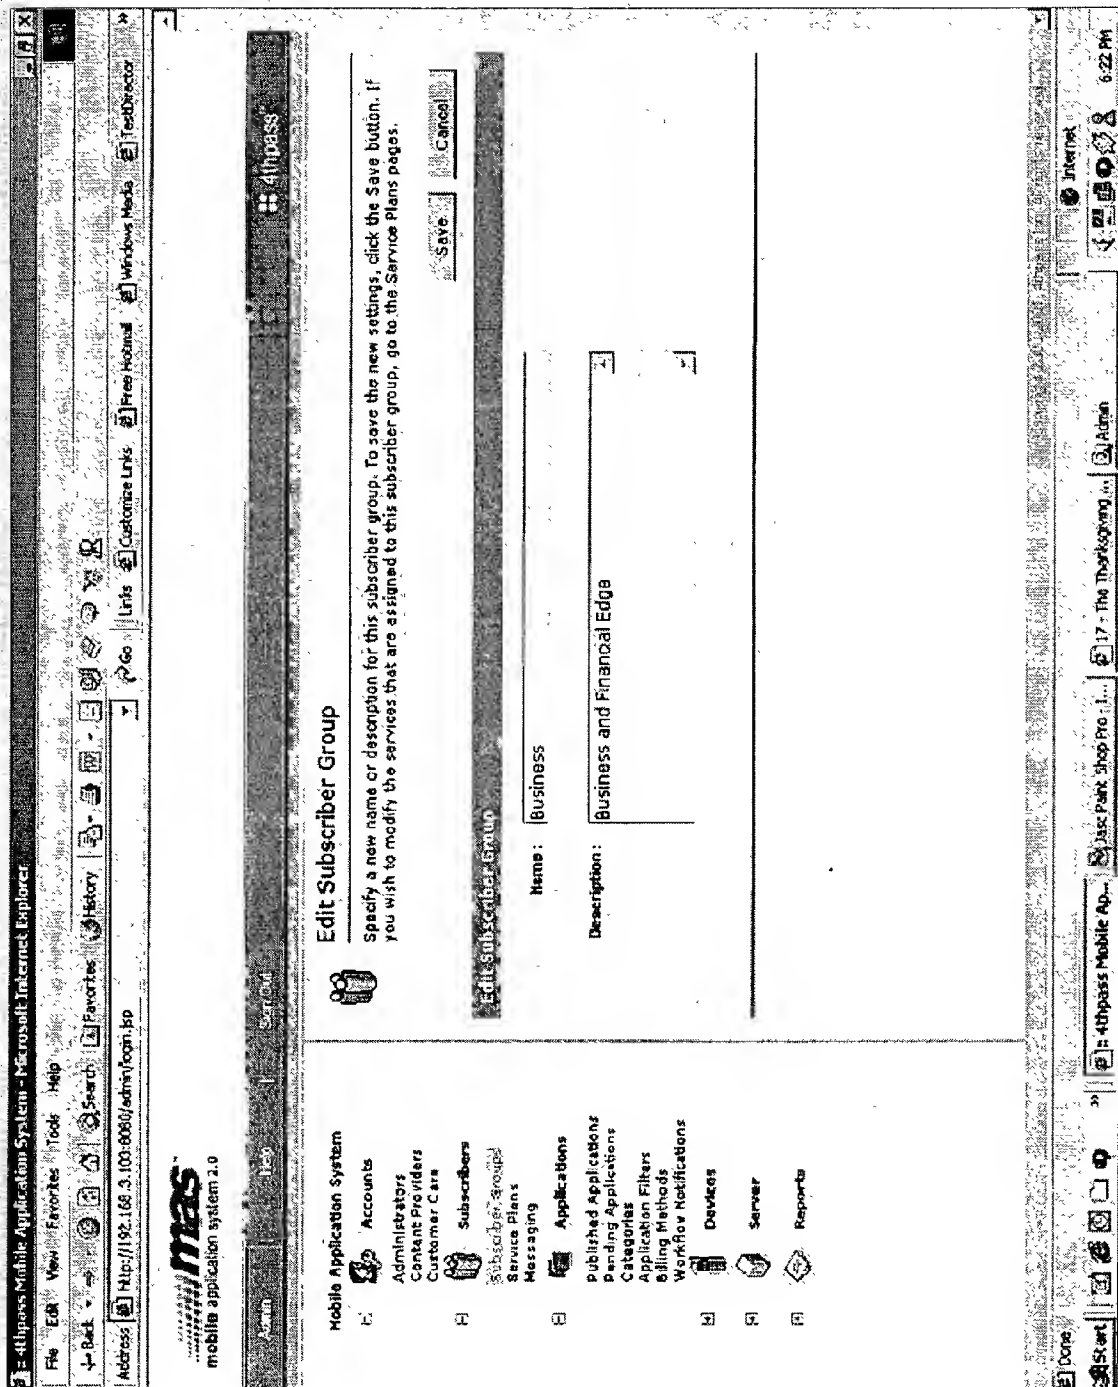 :: 4thpass Mobile Application System - Microsoft Internet Explorer
File Edit View Favorites Tools Help
Back Search Favorites History
Address http://192.168.3.100:8080/admin/login.jsp Go Links Customize Links Free Hotmail Windows Media TestDirector »
mas™
mobile application system 2.0
Admin Help Sign Out 4thpass™
Mobile Application System
Accounts
Administrators
Content Providers
Customer Care
Subscribers
Subscriber Groups
Service Plans
Messaging
Applications
Published Applications
Pending Applications
Categories
Application Filters
Billing Methods
Workflow Notifications
Devices
Server
Reports
Edit Subscriber Group
Specify a new name or description for this subscriber group. To save the new settings, click the Save button. If
you wish to modify the services that are assigned to this subscriber group, go to the Service Plans pages.
Save Cancel
Edit Subscriber Group
Name: Business
Description: Business and Financial Edge
Done Internet
Start » :: 4thpass Mobile Ap... Jasc Paint Shop Pro - I... 17 - The Thanksgiving in Admin 6:22 PM